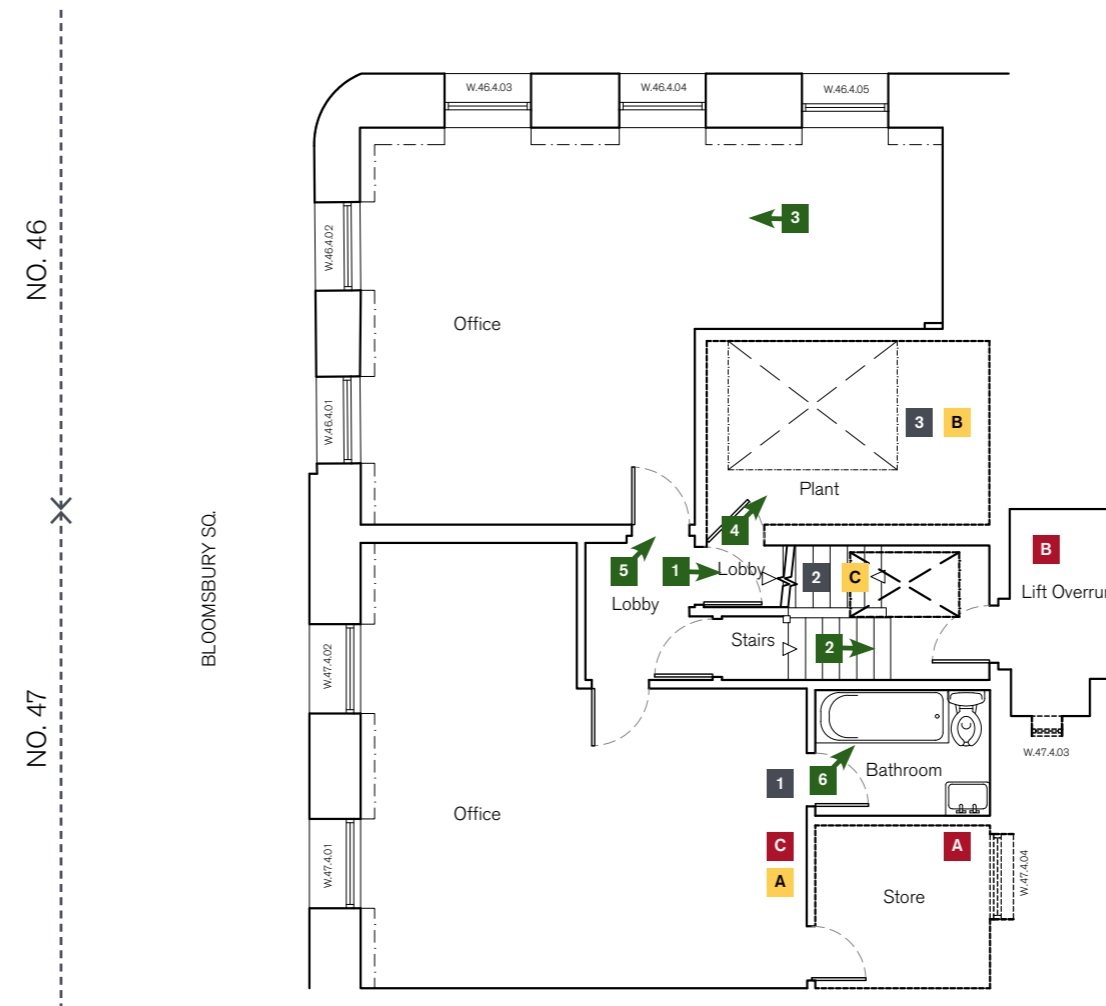 W.46.4.03
W.46.4.04
W.46.4.05
NO. 46
W.46.4.02
3
Office
W.46.4.01
3
B
Plant
4
BLOOMSBURY SQ.
B
5
1
Lobby
2
C
Lift Overrun
Lobby
Stairs
2
NO. 47
W.47.4.02
W.47.4.03
1
6
Bathroom
Office
C
A
A
W.47.4.01
Store
W.47.4.04